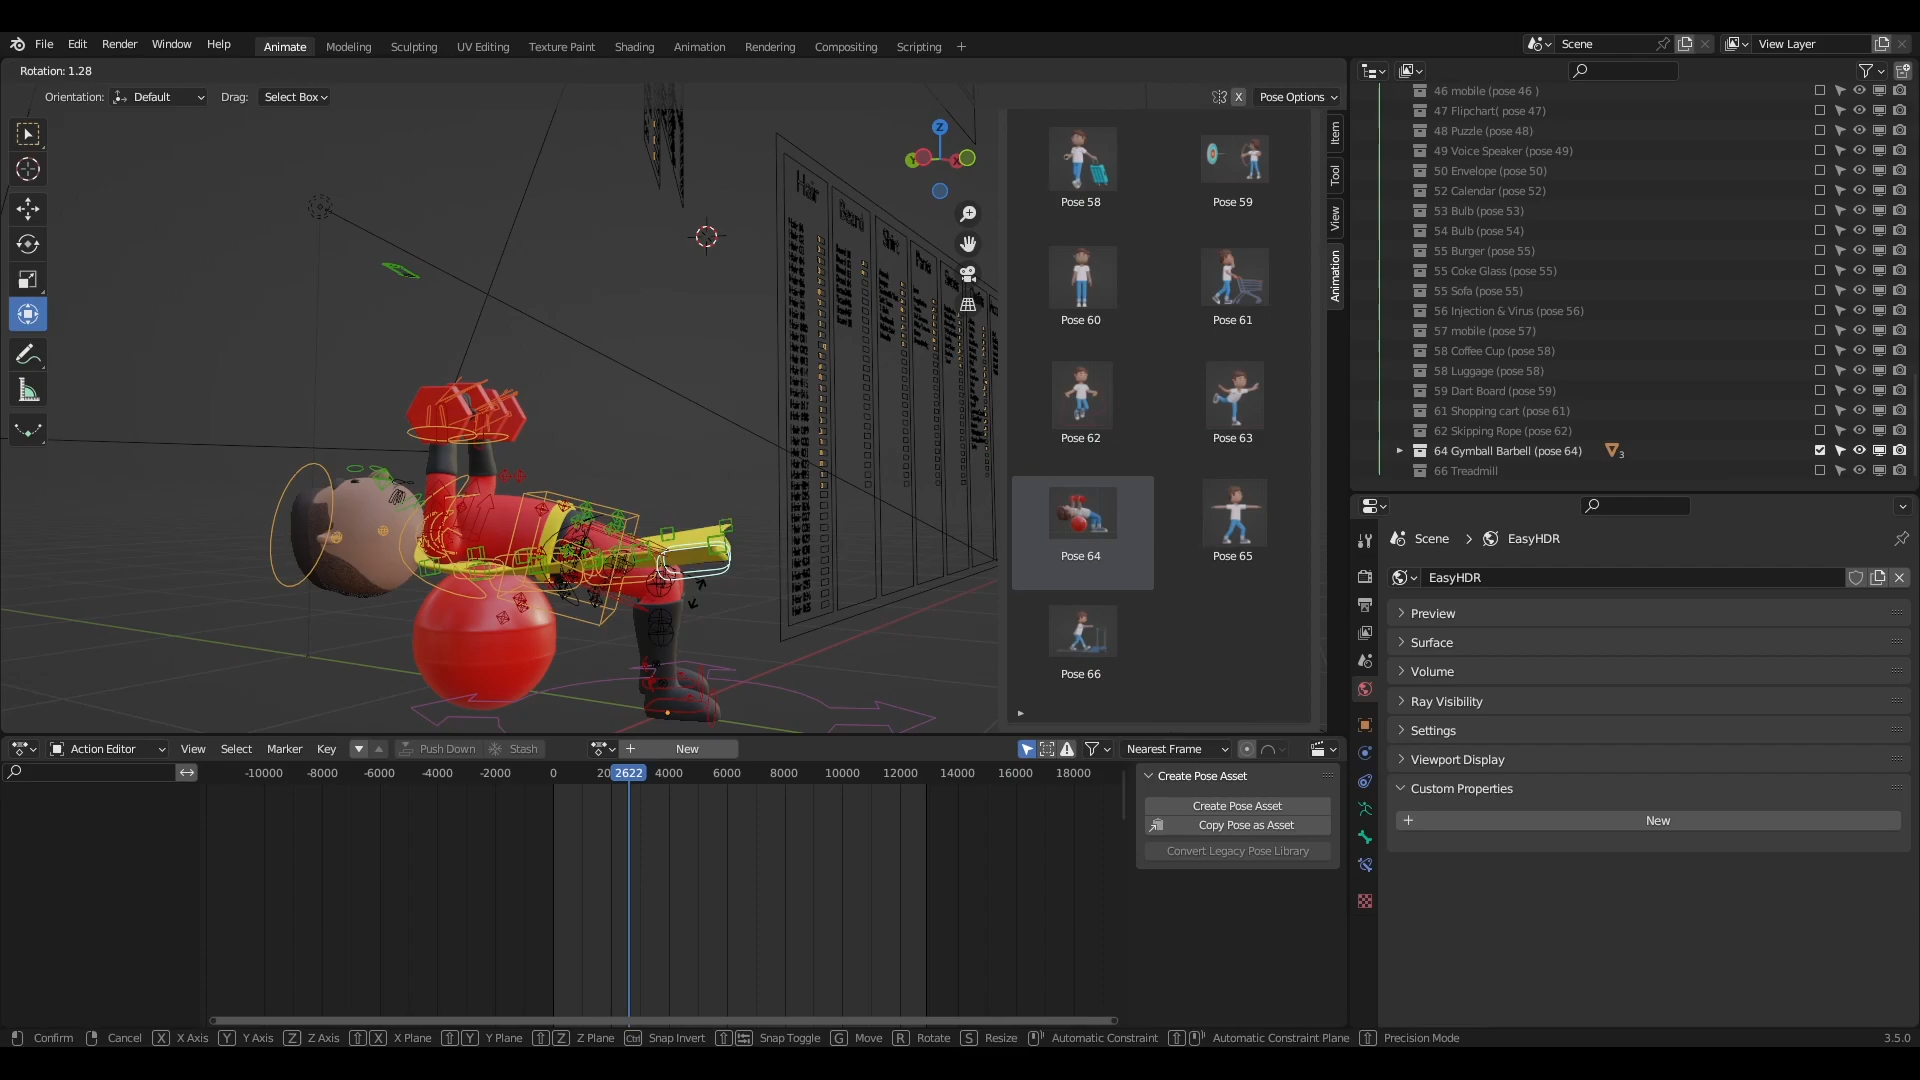 File Edit Render Window Help Animate Modeling Sculpting UV Editing Texture Paint Shading Animation Rendering Compositing Scripting + Scene View Layer
Rotation: 1.28
Orientation: Default Drag: Select Box X Pose Options
Hair
Beard
Shirt
Pants
Z
Y
X
Item
Tool
View
Animation
Pose 58
Pose 59
Pose 60
Pose 61
Pose 62
Pose 63
Pose 64
Pose 65
Pose 66
46 mobile (pose 46 )
47 Flipchart( pose 47)
48 Puzzle (pose 48)
49 Voice Speaker (pose 49)
50 Envelope (pose 50)
52 Calendar (pose 52)
53 Bulb (pose 53)
54 Bulb (pose 54)
55 Burger (pose 55)
55 Coke Glass (pose 55)
55 Sofa (pose 55)
56 Injection & Virus (pose 56)
57 mobile (pose 57)
58 Coffee Cup (pose 58)
58 Luggage (pose 58)
59 Dart Board (pose 59)
61 Shopping cart (pose 61)
62 Skipping Rope (pose 62)
64 Gymball Barbell (pose 64) 3
66 Treadmill
Scene > EasyHDR
EasyHDR
Preview
Surface
Volume
Ray Visibility
Settings
Viewport Display
Custom Properties
+ New
Action Editor View Select Marker Key Push Down Stash + New Nearest Frame
-10000 -8000 -6000 -4000 -2000 0 20 2622 4000 6000 8000 10000 12000 14000 16000 18000
Create Pose Asset
Create Pose Asset
Copy Pose as Asset
Convert Legacy Pose Library
Confirm Cancel X X Axis Y Y Axis Z Z Axis X X Plane Y Y Plane Z Z Plane Ctrl Snap Invert Snap Toggle G Move R Rotate S Resize Automatic Constraint Automatic Constraint Plane Precision Mode 3.5.0